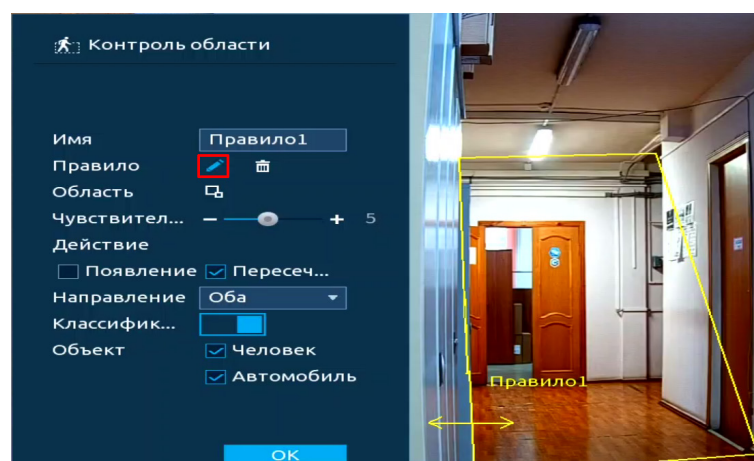 Контроль области
Имя Правило1
Правило
Область
Чувствител... 5
Действие
Появление Пересеч...
Направление Оба
Классифик...
Объект Человек
Автомобиль
OK
Правило1